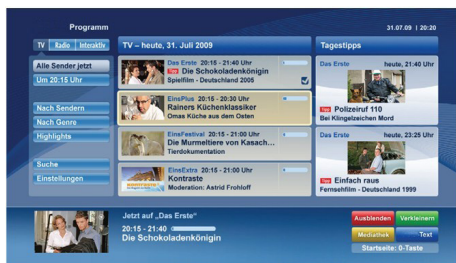 Programm
31.07.09 | 20:20
TV Radio Interaktiv
Alle Sender jetzt
Um 20:15 Uhr
Nach Sendern
Nach Genre
Highlights
Suche
Einstellungen
TV – heute, 31. Juli 2009
Das Erste 20:15 - 21:40 Uhr
Tipp Die Schokoladenkönigin
Spielfilm - Deutschland 2005
EinsPlus 20:15 - 20:30 Uhr
Rainers Küchenklassiker
Omas Küche aus dem Osten
EinsFestival 20:15 - 21:00 Uhr
Die Murmeltiere von Kasach...
Tierdokumentation
KONTRASTE
EinsExtra 20:15 - 21:00 Uhr
Kontraste
Moderation: Astrid Frohloff
Tagestipps
Das Erste heute, 21:40 Uhr
Tipp Polizeiruf 110
Bei Klingelzeichen Mord
Das Erste heute, 23:25 Uhr
Tipp Einfach raus
Fernsehfilm - Deutschland 1999
Jetzt auf „Das Erste“
20:15 - 21:40
Die Schokoladenkönigin
Ausblenden Verkleinern
Mediathek Text
Startseite: 0-Taste